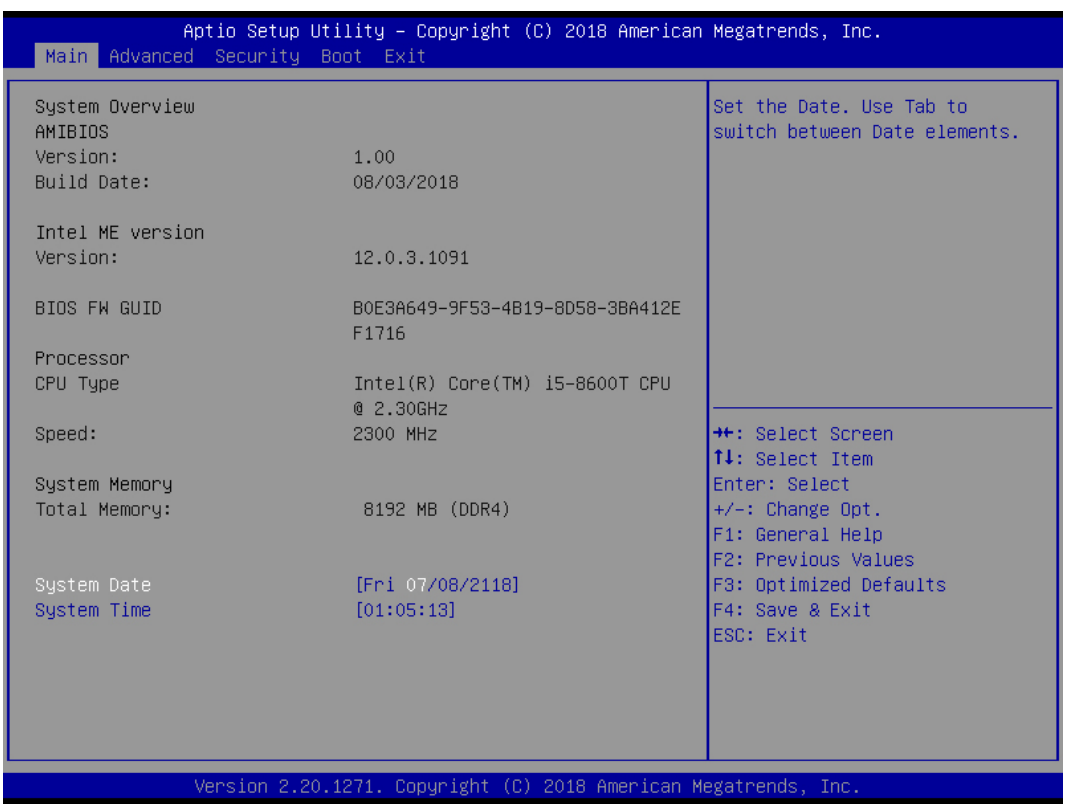 Aptio Setup Utility – Copyright (C) 2018 American Megatrends, Inc.
Main Advanced Security Boot Exit
System Overview
AMIBIOS
Version: 1.00
Build Date: 08/03/2018
Intel ME version
Version: 12.0.3.1091
BIOS FW GUID B0E3A649-9F53-4B19-8D58-3BA412E
F1716
Processor
CPU Type Intel(R) Core(TM) i5-8600T CPU
@ 2.30GHz
Speed: 2300 MHz
System Memory
Total Memory: 8192 MB (DDR4)
System Date [Fri 07/08/2118]
System Time [01:05:13]
Set the Date. Use Tab to
switch between Date elements.
→←: Select Screen
↑↓: Select Item
Enter: Select
+/-: Change Opt.
F1: General Help
F2: Previous Values
F3: Optimized Defaults
F4: Save & Exit
ESC: Exit
Version 2.20.1271. Copyright (C) 2018 American Megatrends, Inc.